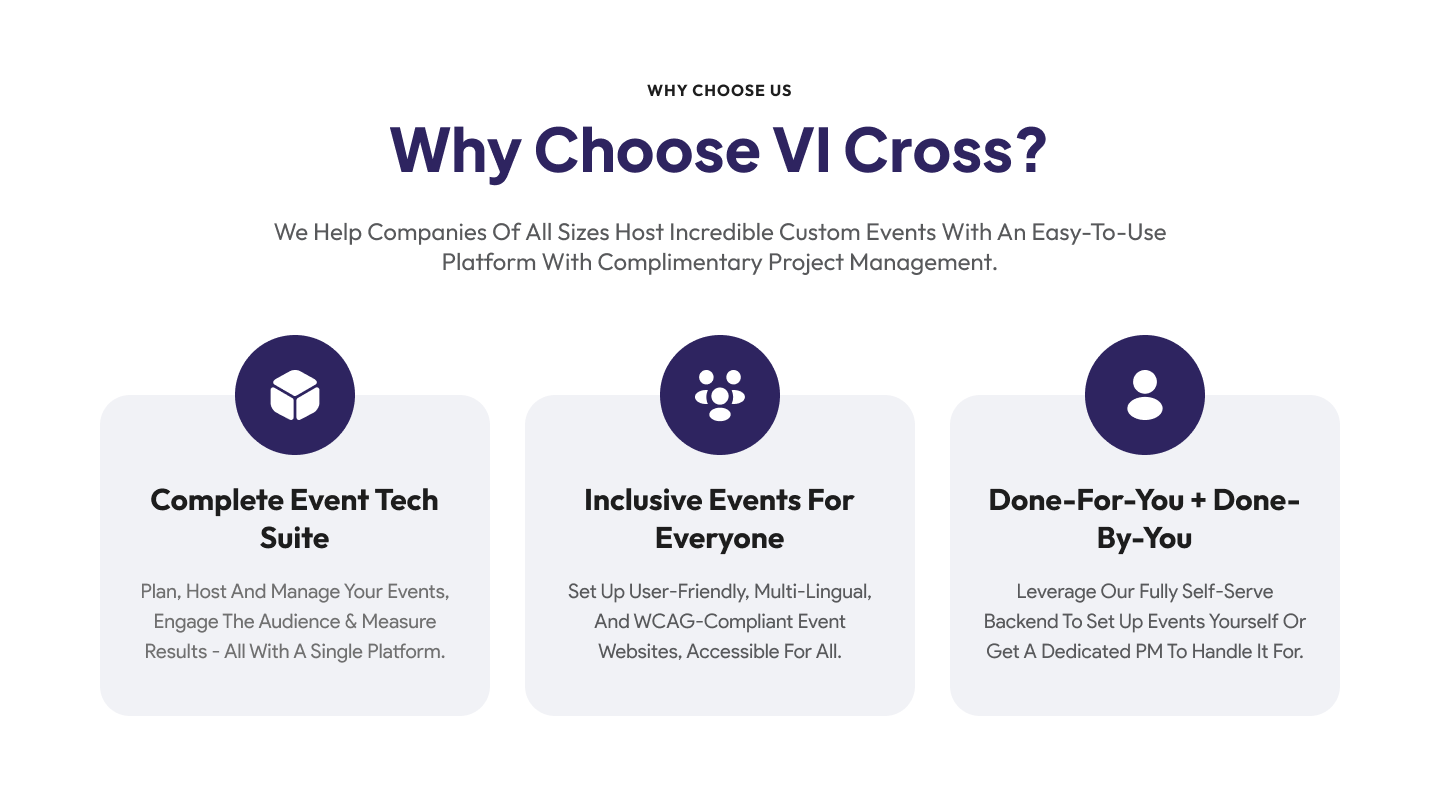 WHY CHOOSE US
Why Choose VI Cross?
We Help Companies Of All Sizes Host Incredible Custom Events With An Easy-To-Use
Platform With Complimentary Project Management.
Complete Event Tech
Suite
Plan, Host And Manage Your Events,
Engage The Audience & Measure
Results - All With A Single Platform.
Inclusive Events For
Everyone
Set Up User-Friendly, Multi-Lingual,
And WCAG-Compliant Event
Websites, Accessible For All.
Done-For-You + Done-
By-You
Leverage Our Fully Self-Serve
Backend To Set Up Events Yourself Or
Get A Dedicated PM To Handle It For.